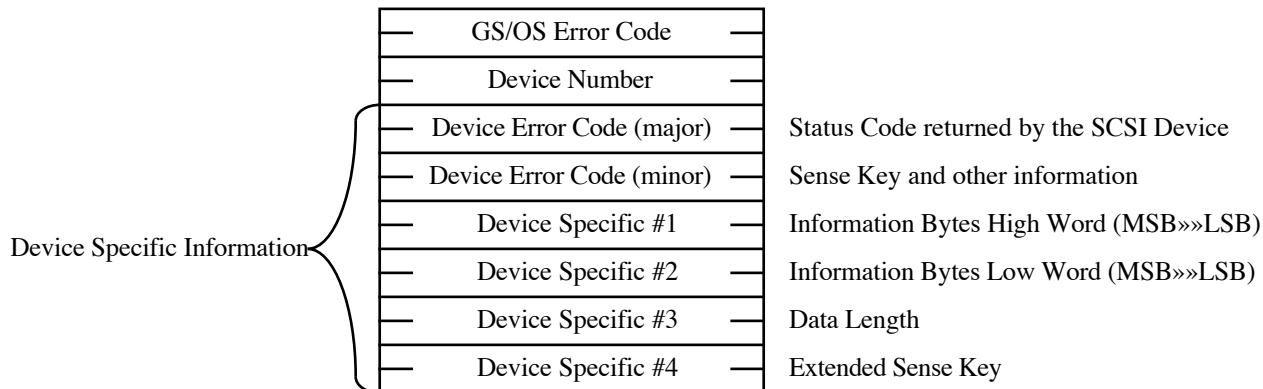 GS/OS Error Code
Device Number
Device Error Code (major) Status Code returned by the SCSI Device
Device Error Code (minor) Sense Key and other information
Device Specific #1 Information Bytes High Word (MSB»»LSB)
Device Specific Information
Device Specific #2 Information Bytes Low Word (MSB»»LSB)
Device Specific #3 Data Length
Device Specific #4 Extended Sense Key